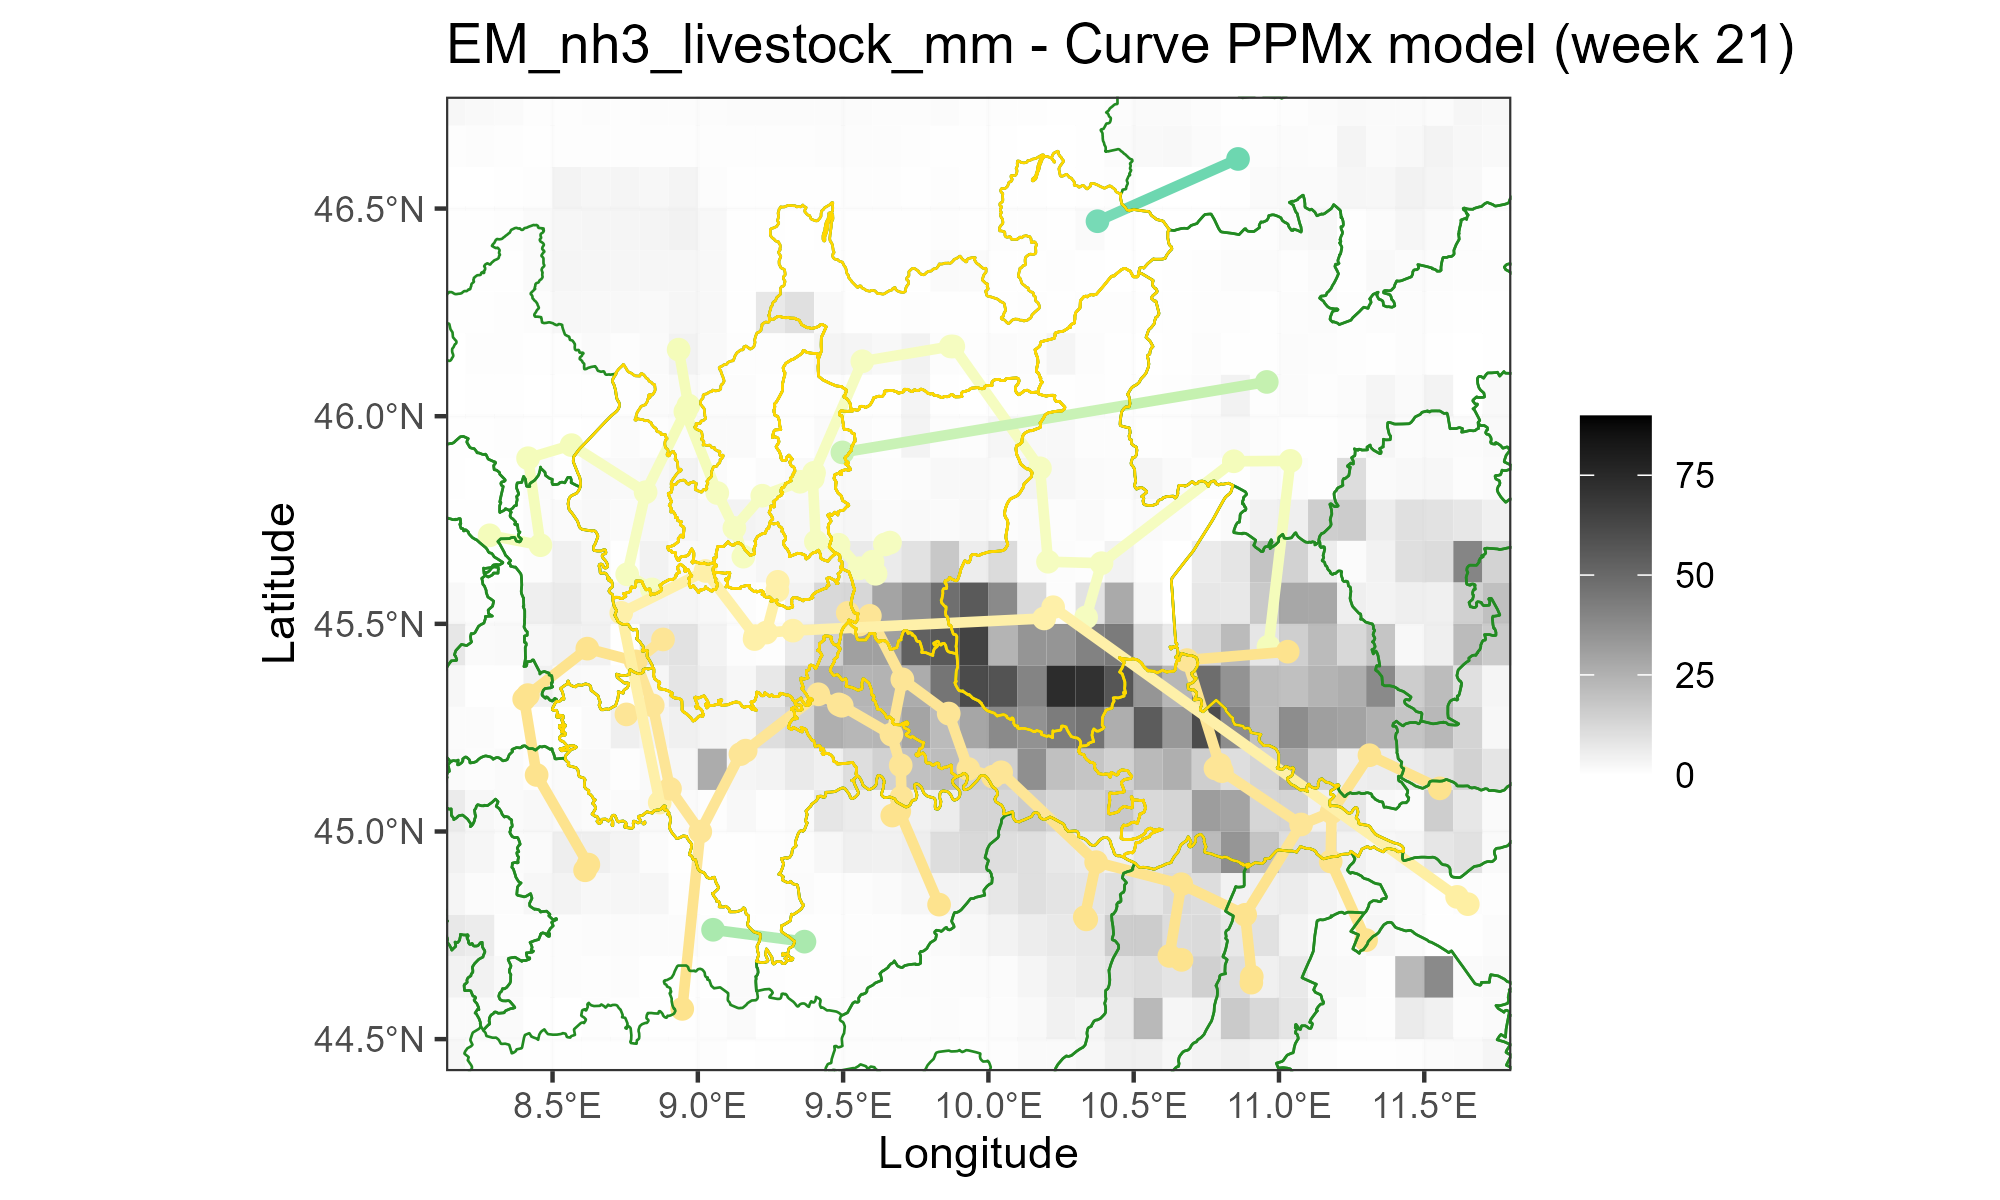 EM_nh3_livestock_mm - Curve PPMx model (week 21)
46.5°N
46.0°N
45.5°N
45.0°N
44.5°N
Latitude
8.5°E
9.0°E
9.5°E
10.0°E
10.5°E
11.0°E
11.5°E
Longitude
75
50
25
0